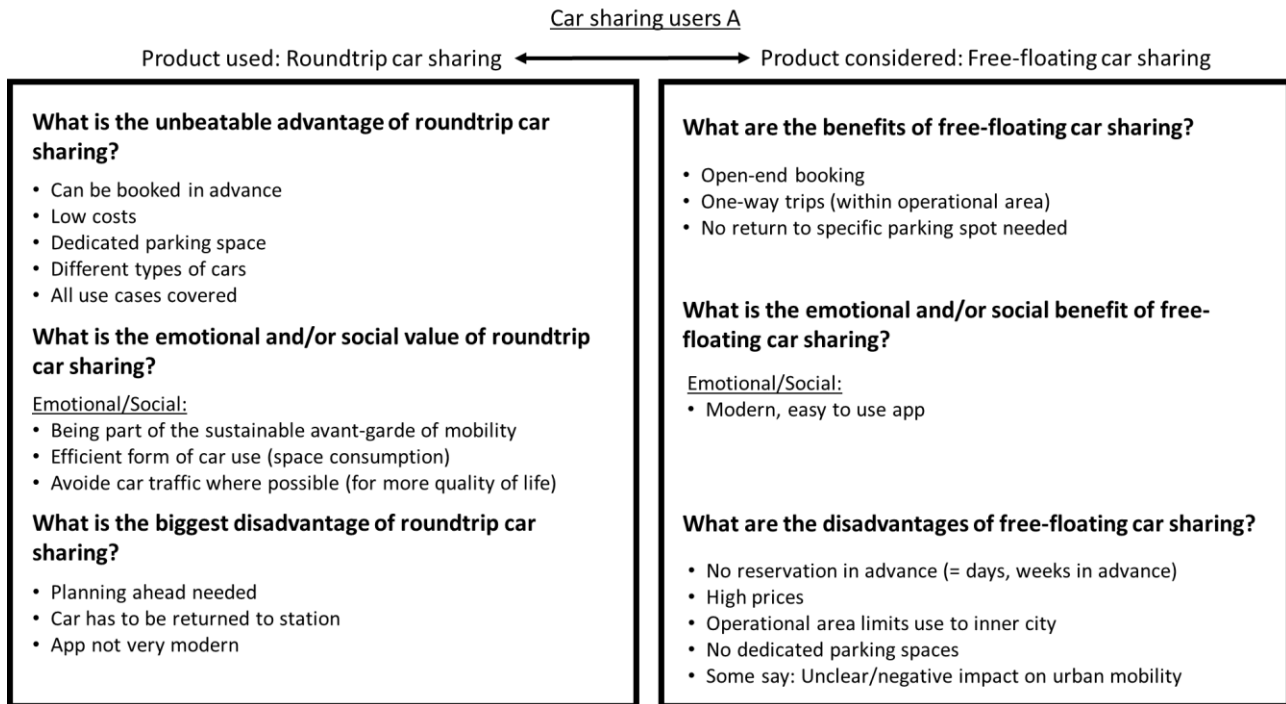 Car sharing users A
Product used: Roundtrip car sharing
Product considered: Free-floating car sharing
What is the unbeatable advantage of roundtrip car
sharing?
• Can be booked in advance
• Low costs
• Dedicated parking space
• Different types of cars
• All use cases covered
What is the emotional and/or social value of roundtrip
car sharing?
Emotional/Social:
• Being part of the sustainable avant-garde of mobility
• Efficient form of car use (space consumption)
• Avoide car traffic where possible (for more quality of life)
What is the biggest disadvantage of roundtrip car
sharing?
• Planning ahead needed
• Car has to be returned to station
• App not very modern
What are the benefits of free-floating car sharing?
• Open-end booking
• One-way trips (within operational area)
• No return to specific parking spot needed
What is the emotional and/or social benefit of free-
floating car sharing?
Emotional/Social:
• Modern, easy to use app
What are the disadvantages of free-floating car sharing?
• No reservation in advance (= days, weeks in advance)
• High prices
• Operational area limits use to inner city
• No dedicated parking spaces
• Some say: Unclear/negative impact on urban mobility